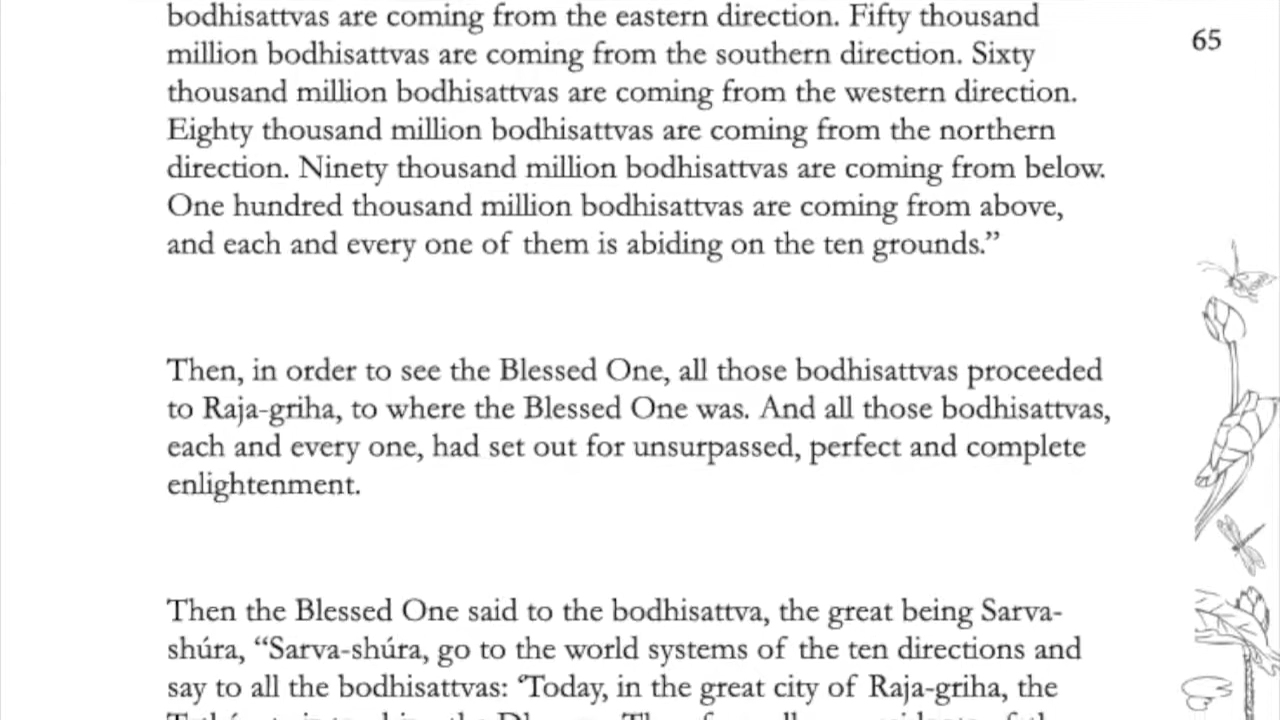 bodhisattvas are coming from the eastern direction. Fifty thousand
65
million bodhisattvas are coming from the southern direction. Sixty
thousand million bodhisattvas are coming from the western direction.
Eighty thousand million bodhisattvas are coming from the northern
direction. Ninety thousand million bodhisattvas are coming from below.
One hundred thousand million bodhisattvas are coming from above,
and each and every one of them is abiding on the ten grounds.”
Then, in order to see the Blessed One, all those bodhisattvas proceeded
to Raja-griha, to where the Blessed One was. And all those bodhisattvas,
each and every one, had set out for unsurpassed, perfect and complete
enlightenment.
Then the Blessed One said to the bodhisattva, the great being Sarva-
shúra, “Sarva-shúra, go to the world systems of the ten directions and
say to all the bodhisattvas: ‘Today, in the great city of Raja-griha, the